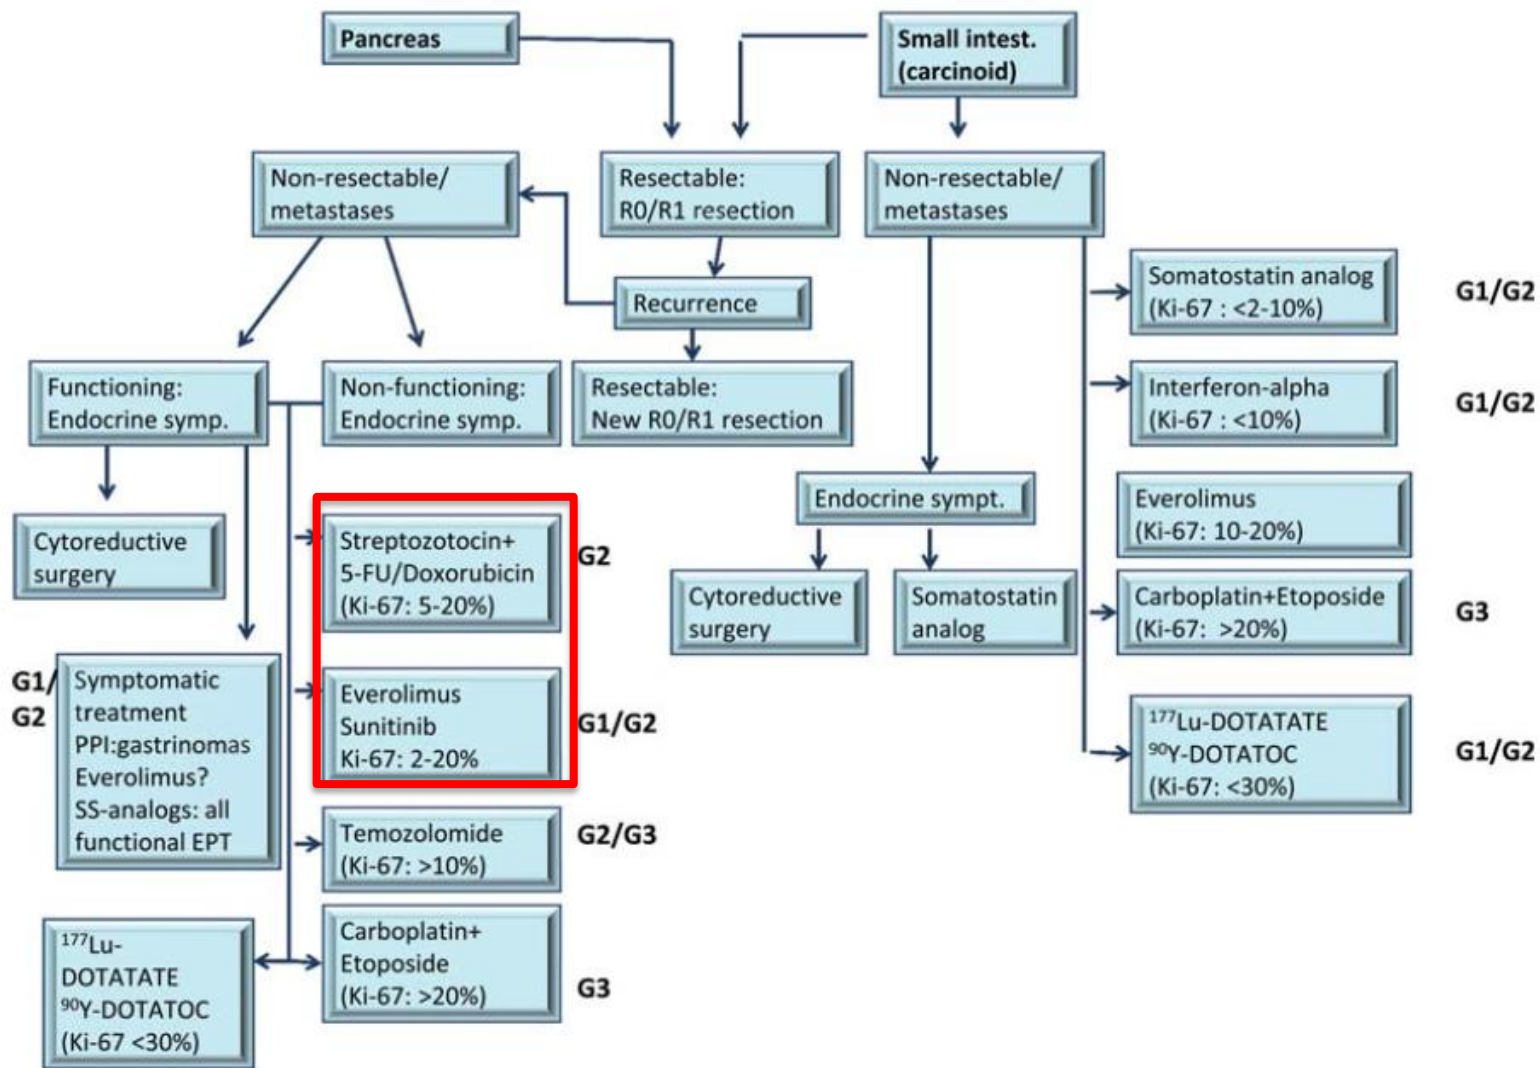 Pancreas
Small intest.
(carcinoid)
Non-resectable/
metastases
Resectable:
R0/R1 resection
Non-resectable/
metastases
Recurrence
Somatostatin analog
(Ki-67 : <2-10%)
G1/G2
Functioning:
Endocrine symp.
Non-functioning:
Endocrine symp.
Resectable:
New R0/R1 resection
Interferon-alpha
(Ki-67 : <10%)
G1/G2
Cytoreductive
surgery
Streptozotocin+
5-FU/Doxorubicin
(Ki-67: 5-20%)
G2
Endocrine sympt.
Everolimus
(Ki-67: 10-20%)
Cytoreductive
surgery
Somatostatin
analog
Carboplatin+Etoposide
(Ki-67:  >20%)
G3
G1/
G2
Symptomatic
treatment
PPI:gastrinomas
Everolimus?
SS-analogs: all
functional EPT
Everolimus
Sunitinib
Ki-67: 2-20%
G1/G2
¹⁷⁷Lu-DOTATATE
⁹⁰Y-DOTATOC
(Ki-67: <30%)
G1/G2
Temozolomide
(Ki-67: >10%)
G2/G3
¹⁷⁷Lu-
DOTATATE
⁹⁰Y-DOTATOC
(Ki-67 <30%)
Carboplatin+
Etoposide
(Ki-67: >20%)
G3